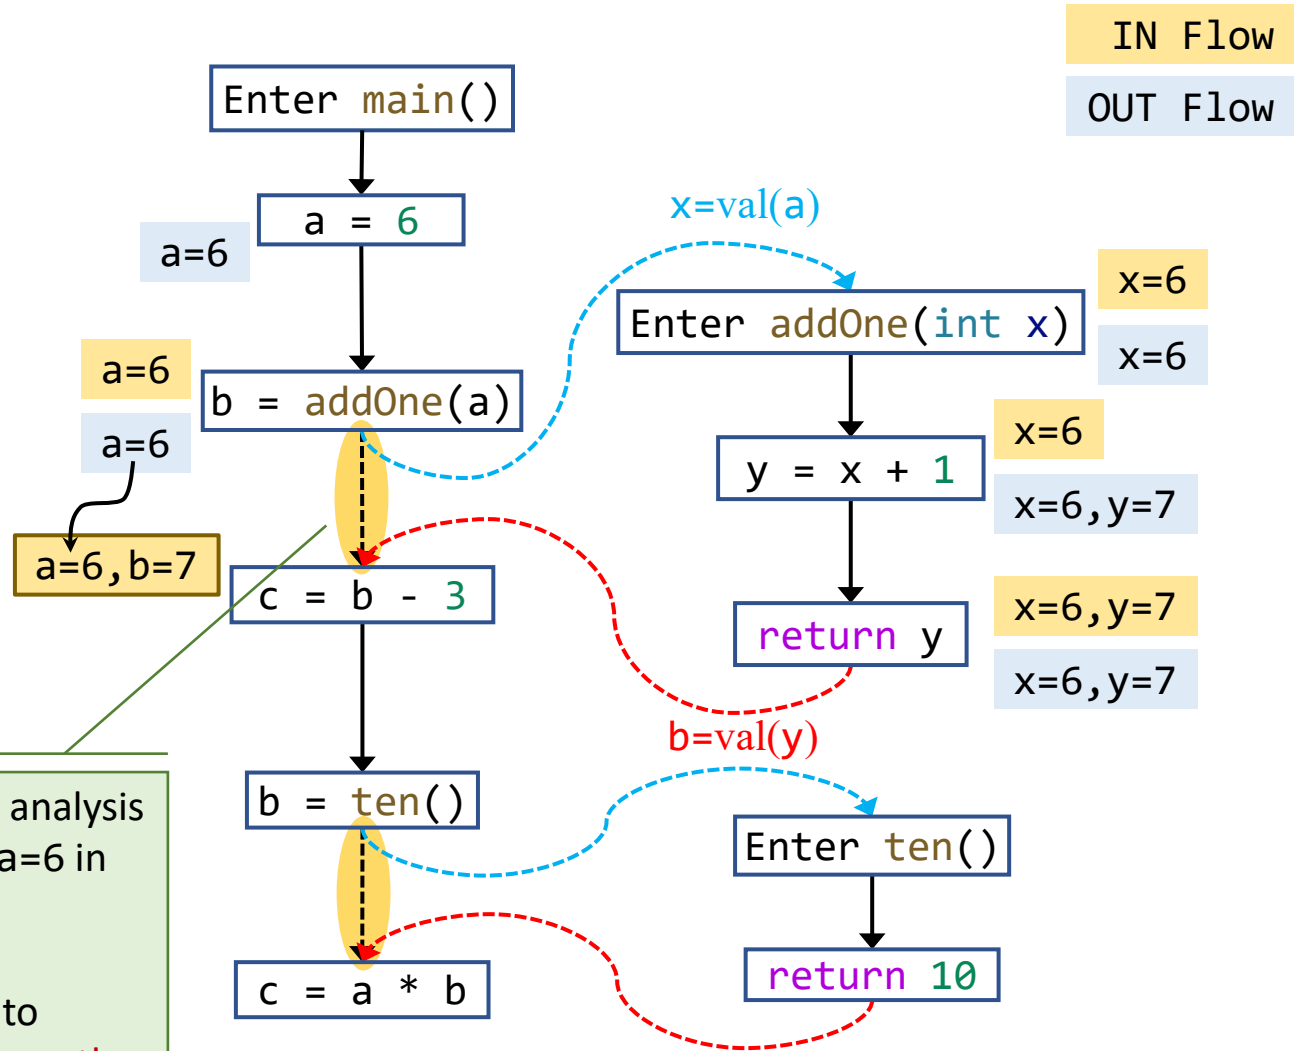 IN Flow
OUT Flow
Enter main()
a = 6
a=6
x=val(a)
Enter addOne(int x)
x=6
x=6
a=6
b = addOne(a)
a=6
y = x + 1
x=6
x=6,y=7
a=6,b=7
c = b - 3
return y
x=6,y=7
x=6,y=7
b=val(y)
b = ten()
Enter ten()
analysis
a=6 in
c = a * b
return 10
to